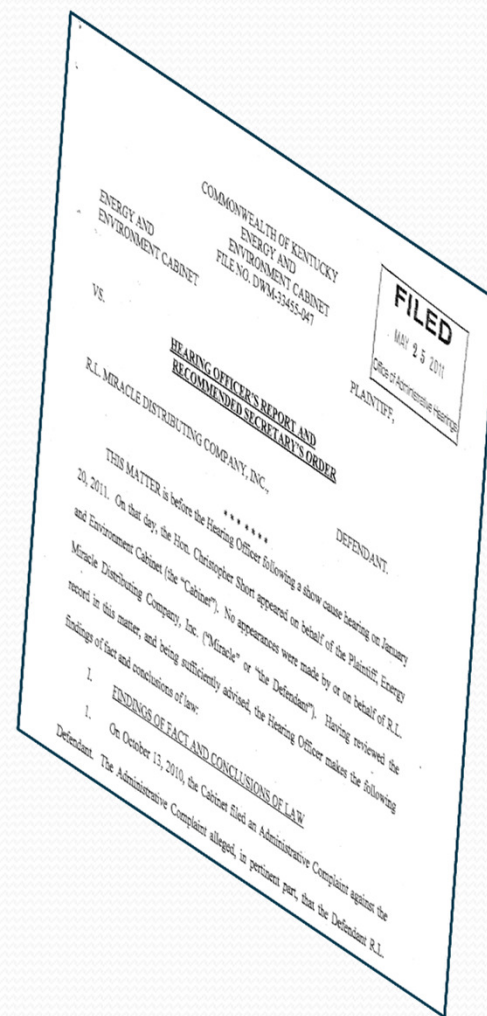 COMMONWEALTH OF KENTUCKY
ENERGY AND
ENVIRONMENT CABINET
FILE NO. DWM-33455-047
FILED
MAY 25 2011
Office of Administrative Hearings
ENERGY AND
ENVIRONMENT CABINET
PLAINTIFF,
VS.
HEARING OFFICER'S REPORT AND
RECOMMENDED SECRETARY'S ORDER
R.L. MIRACLE DISTRIBUTING COMPANY, INC.,
DEFENDANT.
* * * * * * *
THIS MATTER is before the Hearing Officer following a show cause hearing on January
20, 2011. On that day, the Hon. Christopher Short appeared on behalf of the Plaintiff, Energy
and Environment Cabinet (the "Cabinet"). No appearances were made by or on behalf of R.L.
Miracle Distributing Company, Inc. ("Miracle" or "the Defendant"). Having reviewed the
record in this matter, and being sufficiently advised, the Hearing Officer makes the following
findings of fact and conclusions of law:
I. FINDINGS OF FACT AND CONCLUSIONS OF LAW
1. On October 13, 2010, the Cabinet filed an Administrative Complaint against the
Defendant. The Administrative Complaint alleged, in pertinent part, that the Defendant R.L.